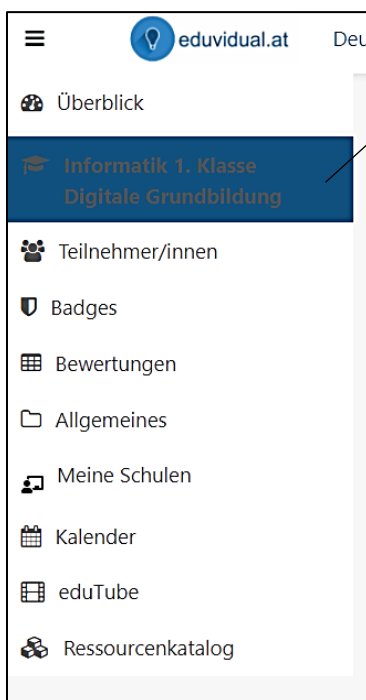 eduvidual.at Deu
Überblick
Informatik 1. Klasse
Digitale Grundbildung
Teilnehmer/innen
Badges
Bewertungen
Allgemeines
Meine Schulen
Kalender
eduTube
Ressourcenkatalog